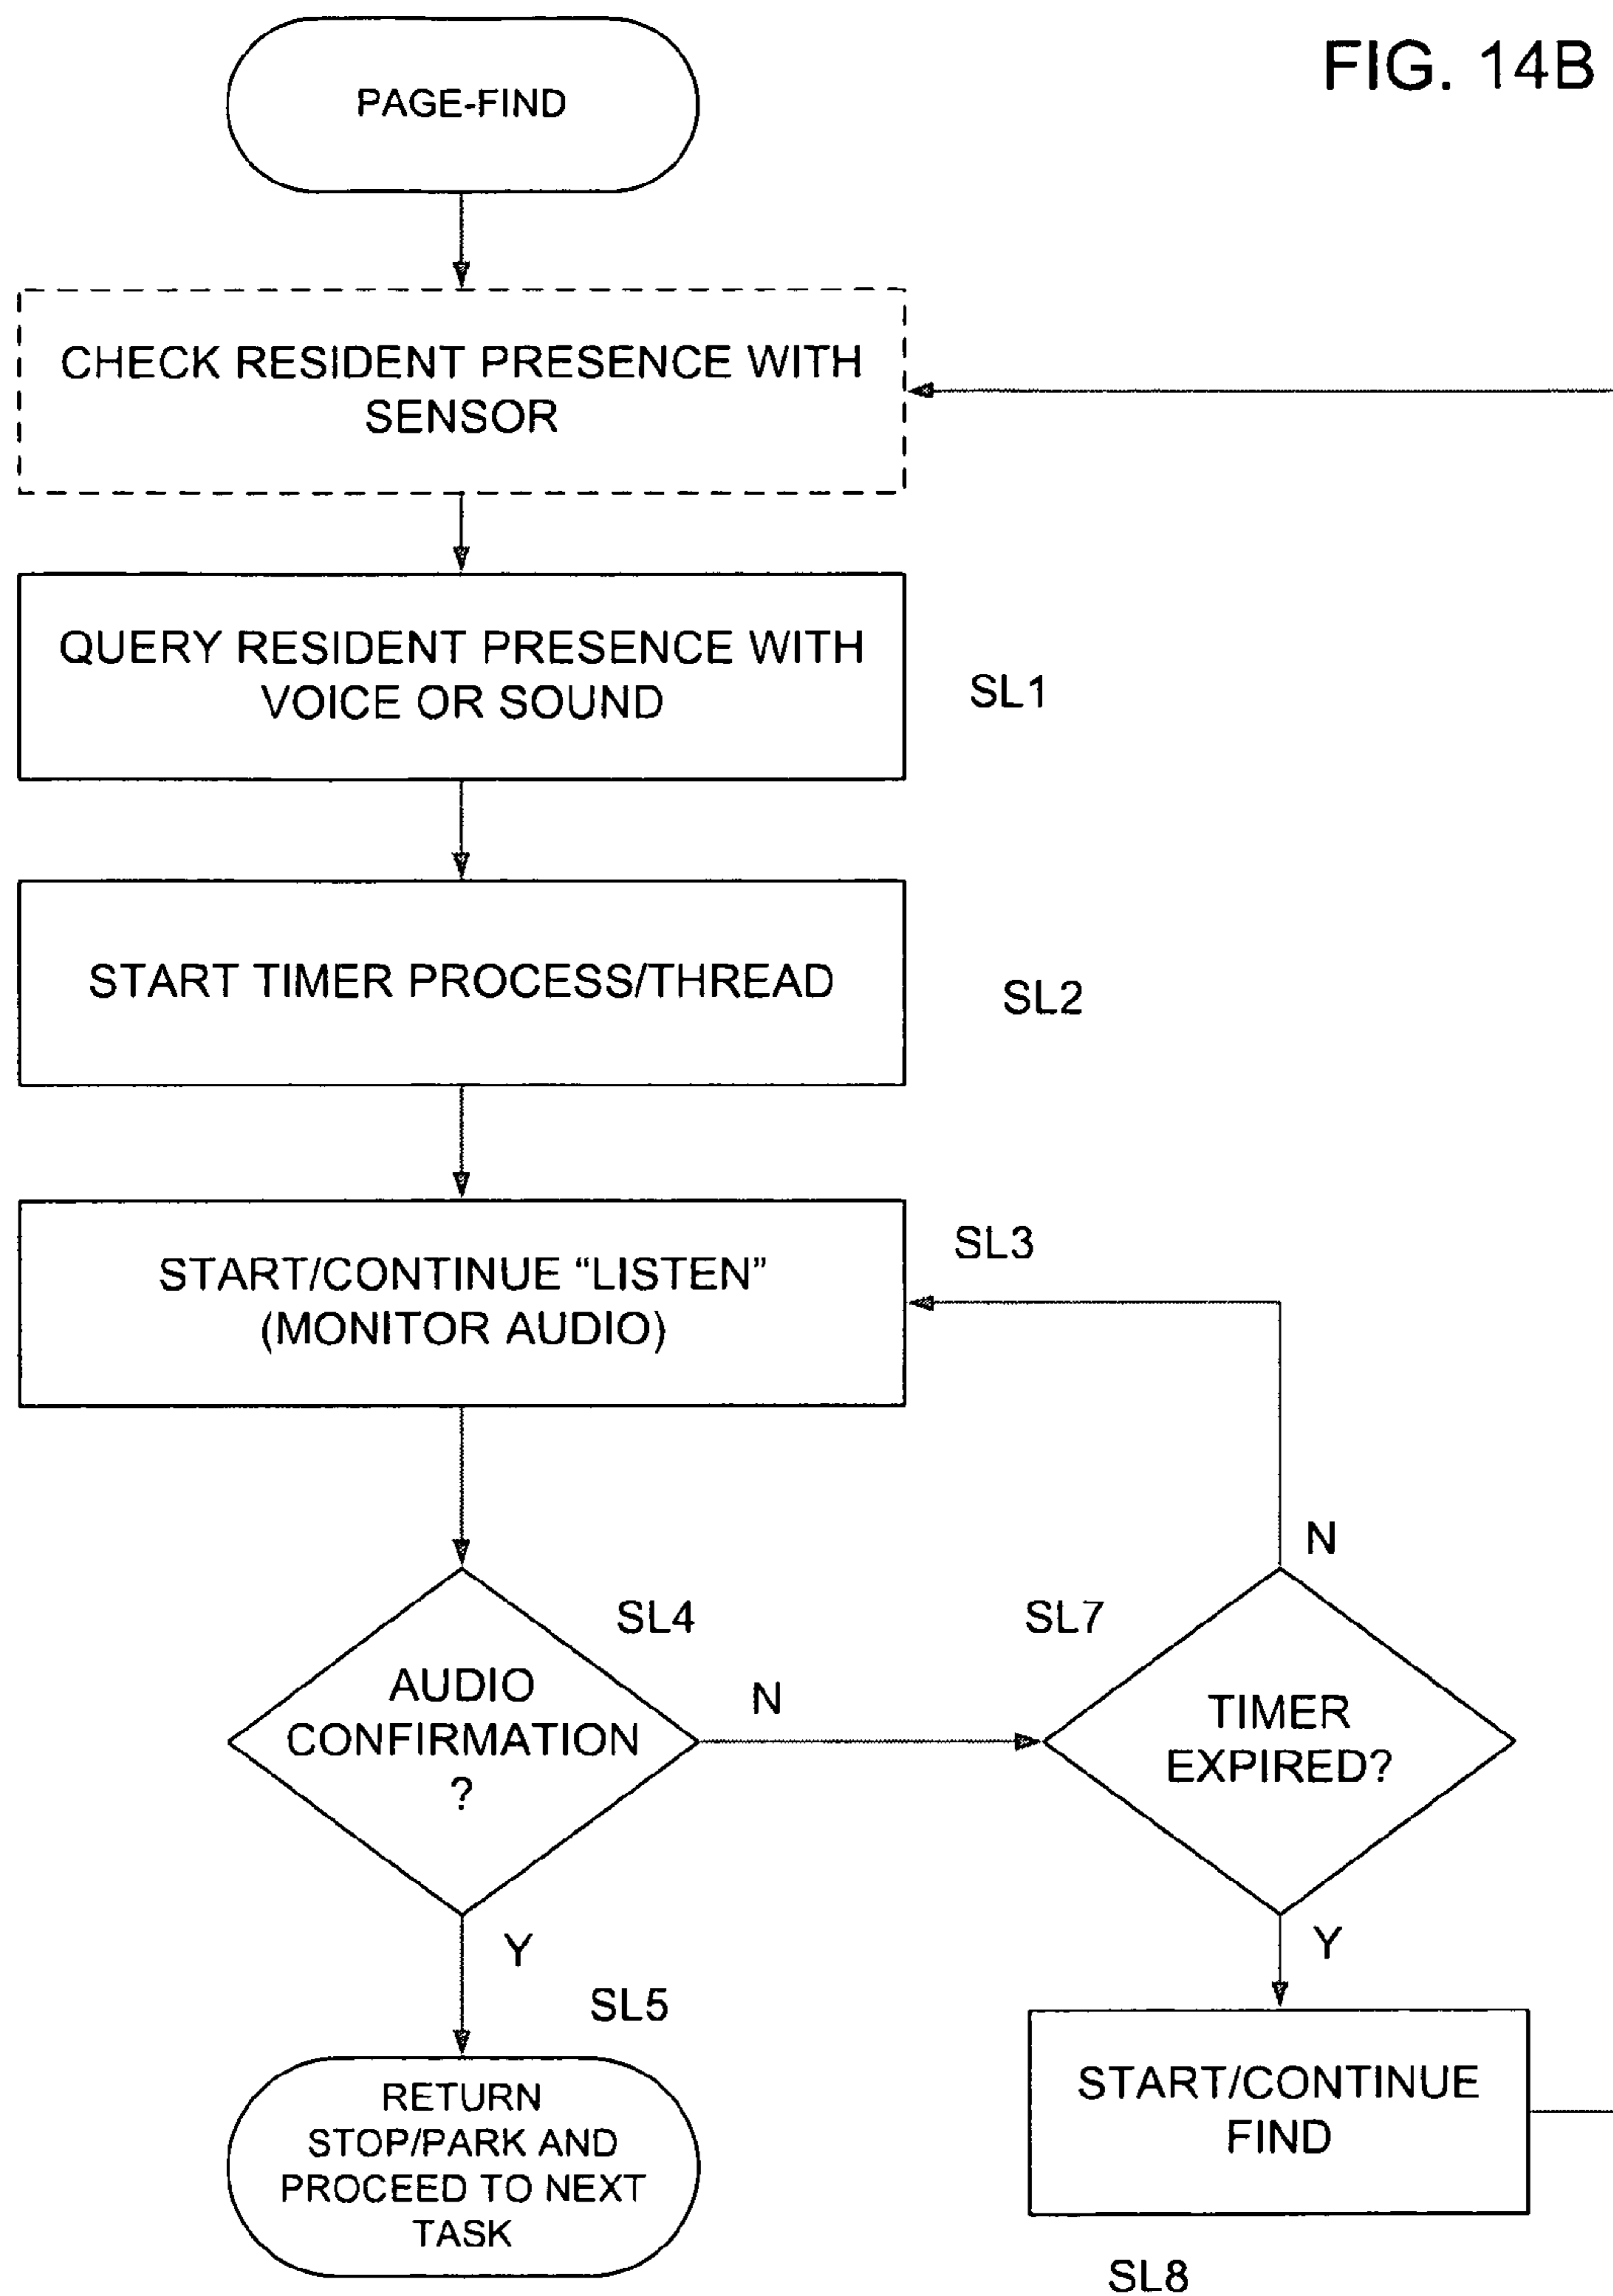 FIG. 14B
PAGE-FIND
CHECK RESIDENT PRESENCE WITH
SENSOR
QUERY RESIDENT PRESENCE WITH
VOICE OR SOUND
SL1
START TIMER PROCESS/THREAD
SL2
START/CONTINUE “LISTEN”
(MONITOR AUDIO)
SL3
AUDIO
CONFIRMATION
?
SL4
N
Y
SL7
TIMER
EXPIRED?
N
Y
SL5
RETURN
STOP/PARK AND
PROCEED TO NEXT
TASK
START/CONTINUE
FIND
SL8